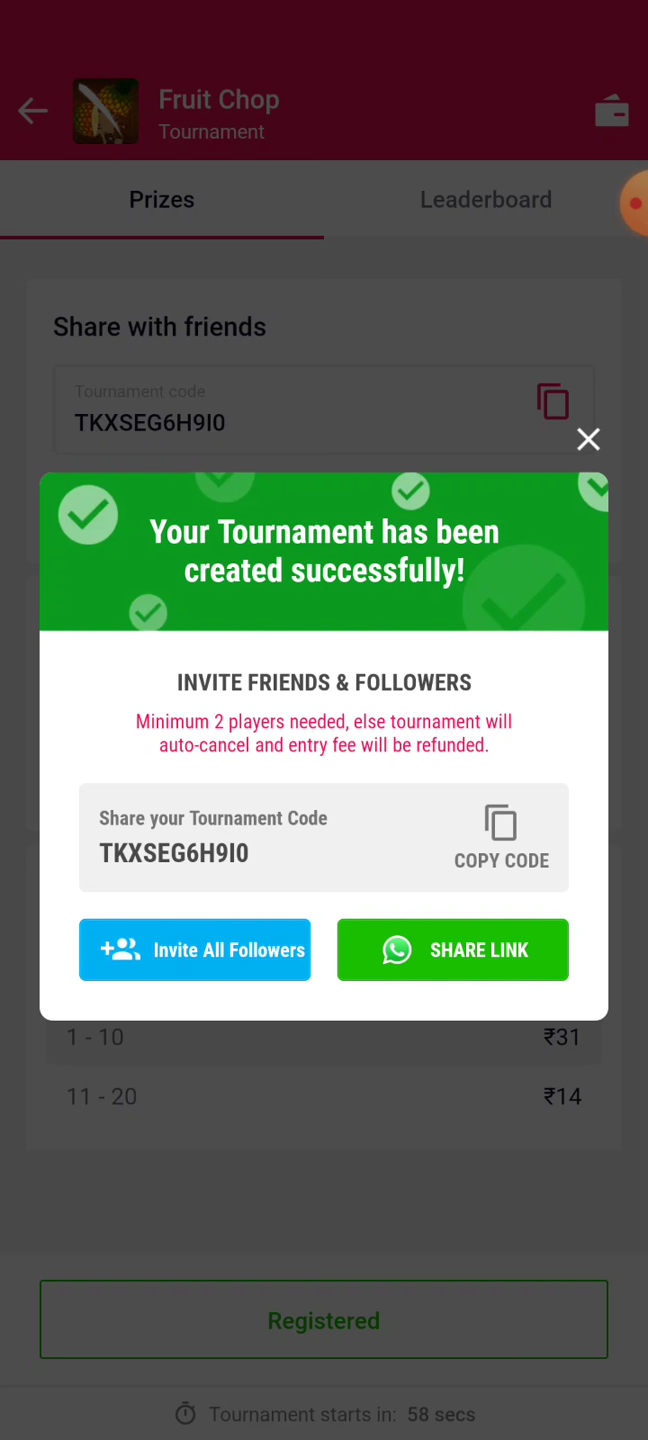 Fruit Chop
Tournament
Prizes
Leaderboard
Share with friends
Tournament code
TKXSEG6H9I0
Your Tournament has been
created successfully!
INVITE FRIENDS & FOLLOWERS
Minimum 2 players needed, else tournament will
auto-cancel and entry fee will be refunded.
Share your Tournament Code
TKXSEG6H9I0
COPY CODE
Invite All Followers
SHARE LINK
1 - 10 ₹31
11 - 20 ₹14
Registered
Tournament starts in: 58 secs